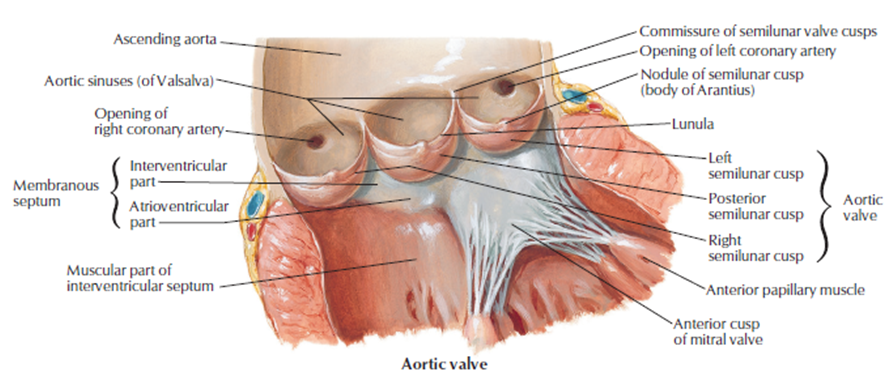 Ascending aorta
Aortic sinuses (of Valsalva)
Opening of
right coronary artery
Membranous
septum
Interventricular
part
Atrioventricular
part
Muscular part of
interventricular septum
Commissure of semilunar valve cusps
Opening of left coronary artery
Nodule of semilunar cusp
(body of Arantius)
Lunula
Left
semilunar cusp
Posterior
semilunar cusp
Right
semilunar cusp
Aortic
valve
Anterior papillary muscle
Anterior cusp
of mitral valve
Aortic valve